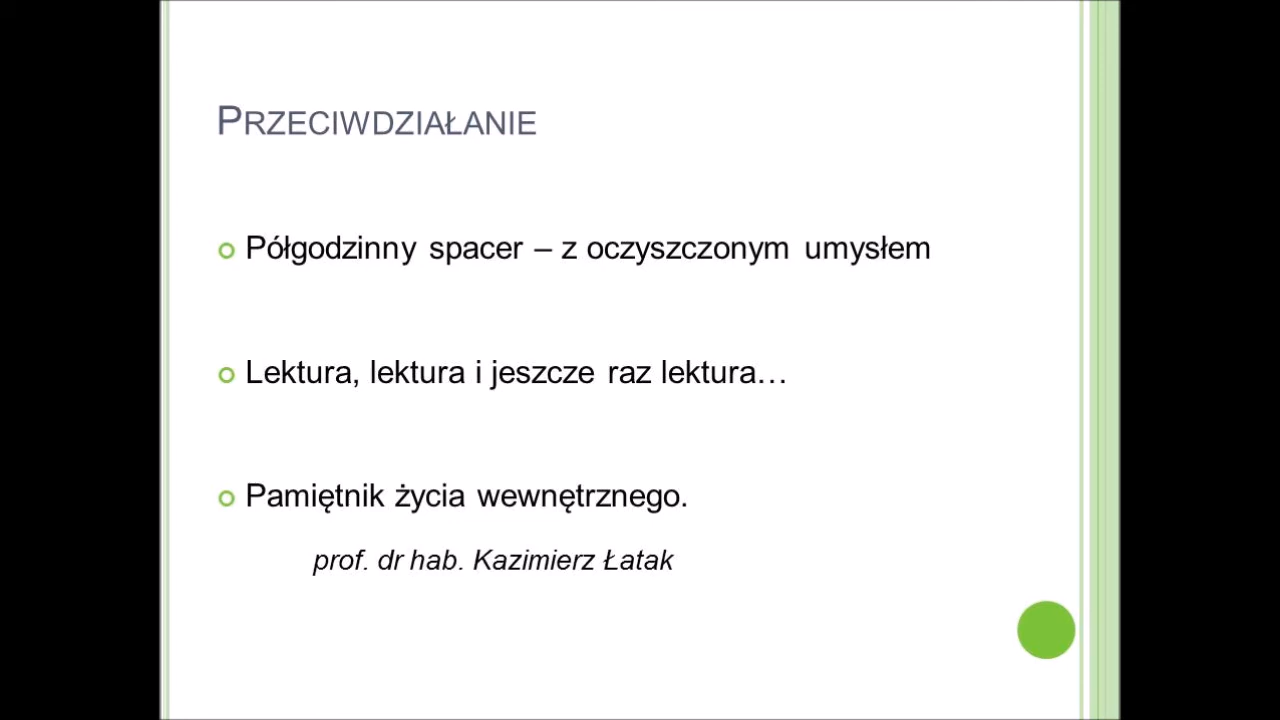 PRZECIWDZIAŁANIE
Półgodzinny spacer – z oczyszczonym umysłem
Lektura, lektura i jeszcze raz lektura…
Pamiętnik życia wewnętrznego.
prof. dr hab. Kazimierz Łatak